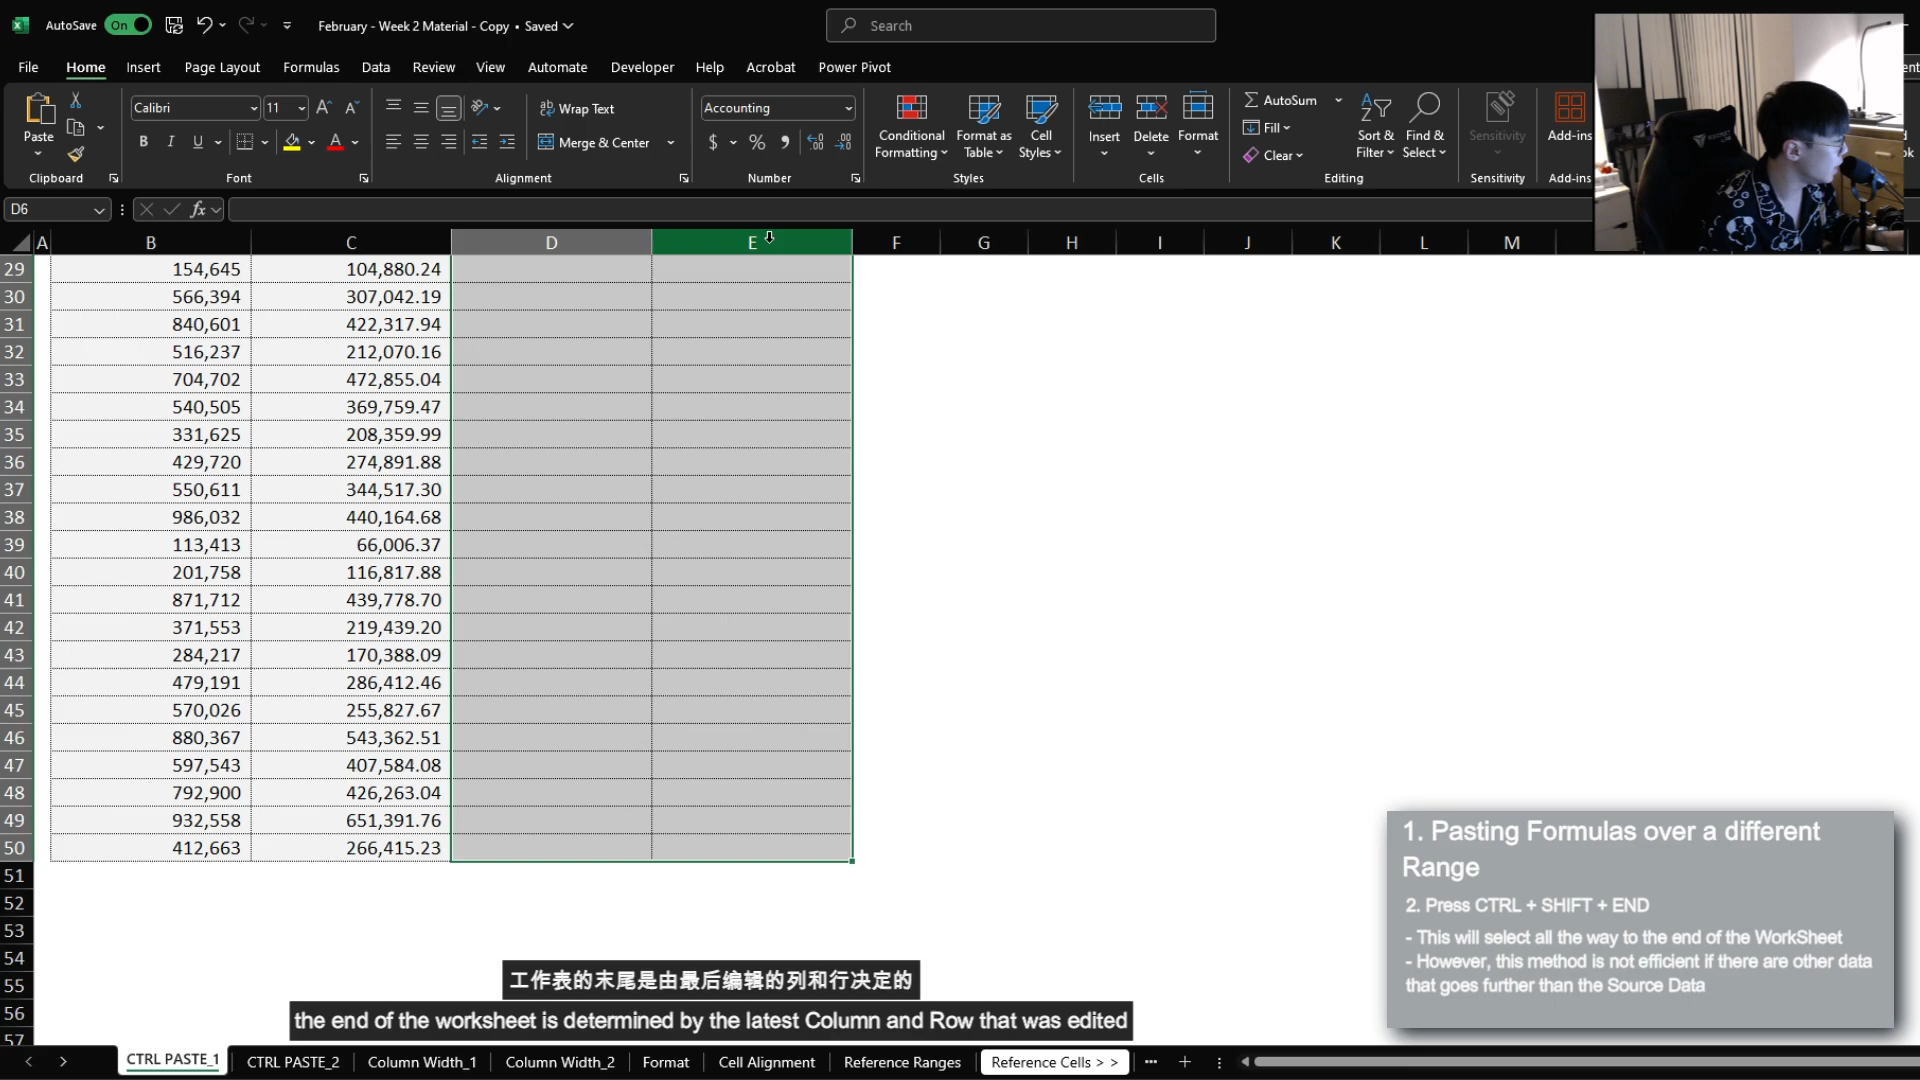 AutoSave On February - Week 2 Material - Copy • Saved Search
File Home Insert Page Layout Formulas Data Review View Automate Developer Help Acrobat Power Pivot
Paste Calibri 11 Wrap Text Merge & Center Accounting $ %
Conditional Formatting Format as Table Cell Styles Insert Delete Format AutoSum Fill Clear Sort & Filter Find & Select Sensitivity Add-ins
Clipboard Font Alignment Number Styles Cells Editing Sensitivity Add-ins
D6 fx
A B C D E F G H I J K L M
29 154,645 104,880.24
30 566,394 307,042.19
31 840,601 422,317.94
32 516,237 212,070.16
33 704,702 472,855.04
34 540,505 369,759.47
35 331,625 208,359.99
36 429,720 274,891.88
37 550,611 344,517.30
38 986,032 440,164.68
39 113,413 66,006.37
40 201,758 116,817.88
41 871,712 439,778.70
42 371,553 219,439.20
43 284,217 170,388.09
44 479,191 286,412.46
45 570,026 255,827.67
46 880,367 543,362.51
47 597,543 407,584.08
48 792,900 426,263.04
49 932,558 651,391.76
50 412,663 266,415.23
51
52
53
54
55
56
57
1. Pasting Formulas over a different
Range
2. Press CTRL + SHIFT + END
- This will select all the way to the end of the WorkSheet
- However, this method is not efficient if there are other data
that goes further than the Source Data
工作表的末尾是由最后编辑的列和行决定的
the end of the worksheet is determined by the latest Column and Row that was edited
CTRL PASTE_1 CTRL PASTE_2 Column Width_1 Column Width_2 Format Cell Alignment Reference Ranges Reference Cells > >